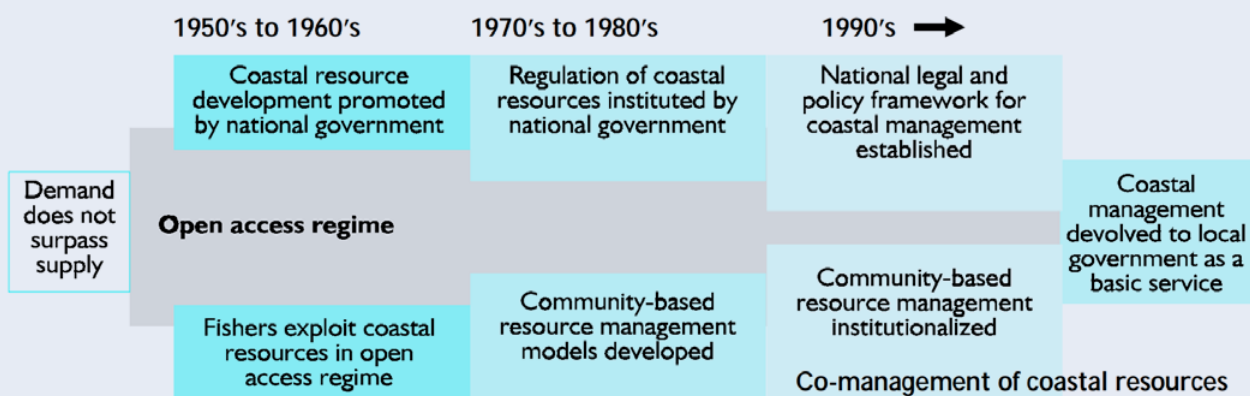 1950's to 1960's
1970's to 1980's
1990's
Coastal resource
development promoted
by national government
Regulation of coastal
resources instituted by
national government
National legal and
policy framework for
coastal management
established
Demand
does not
surpass
supply
Open access regime
Coastal
management
devolved to local
government as a
basic service
Fishers exploit coastal
resources in open
access regime
Community-based
resource management
models developed
Community-based
resource management
institutionalized
Co-management of coastal resources